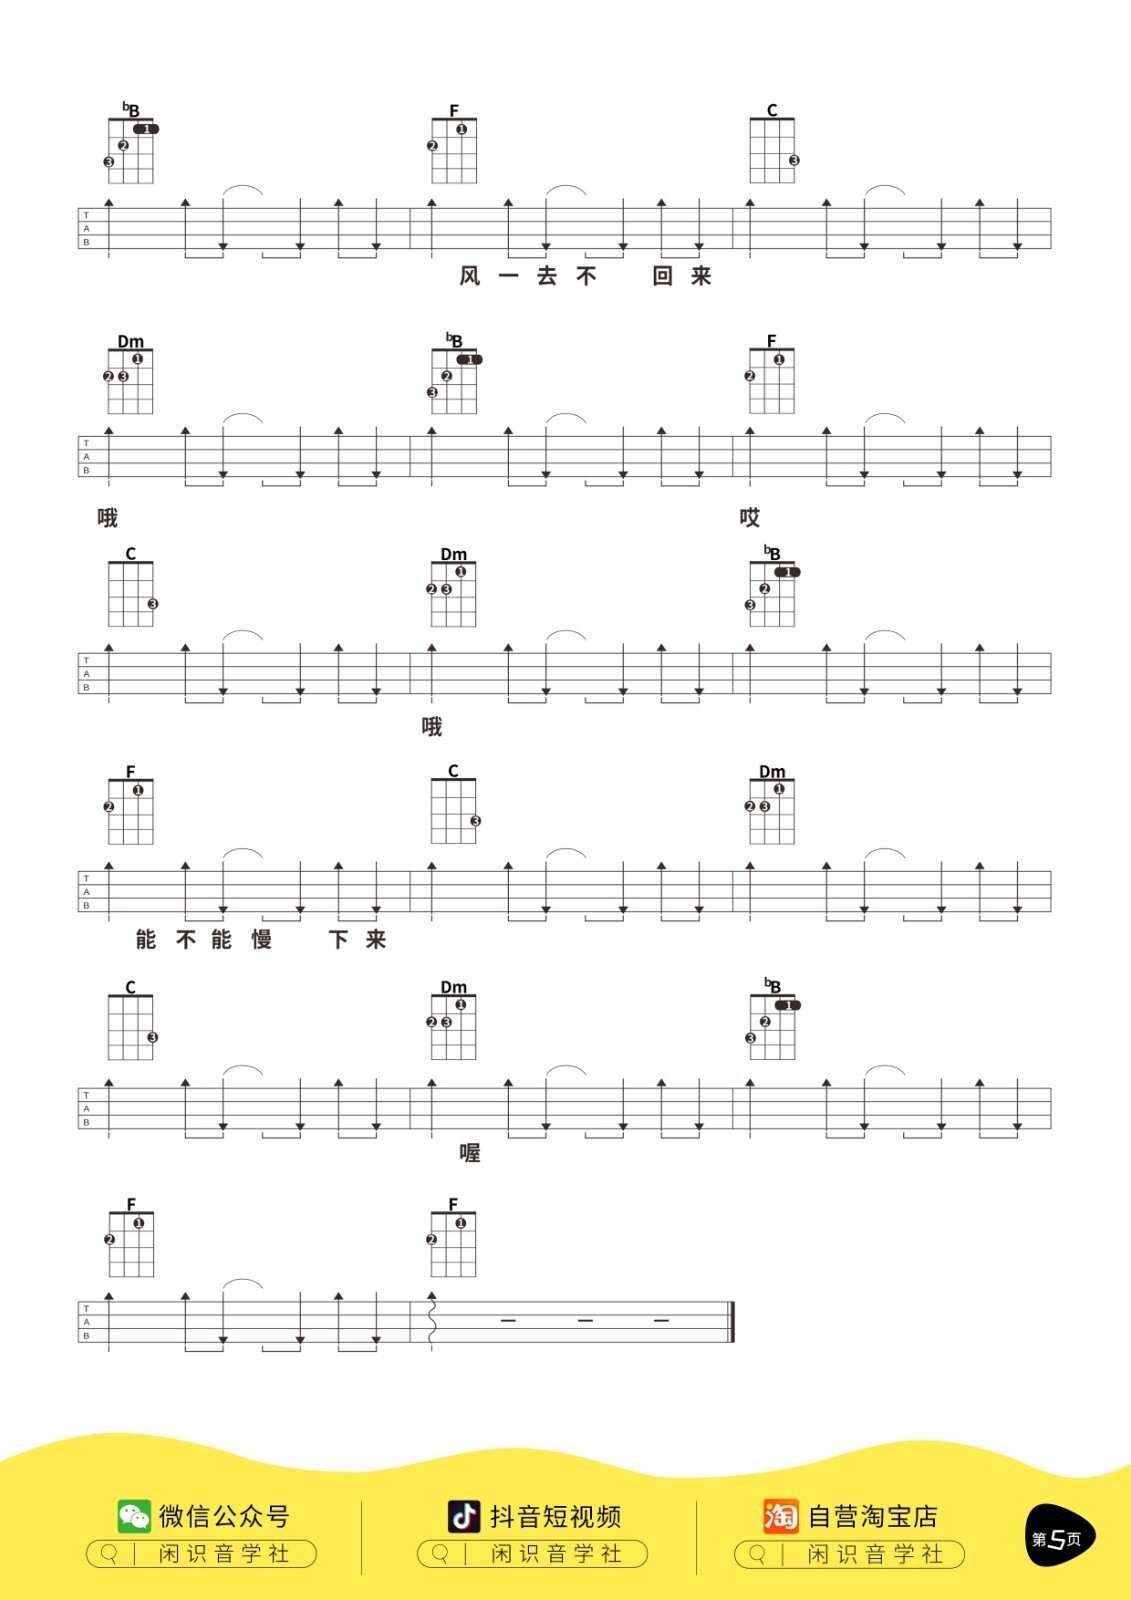 ♭B F C
T
A
B
风 一 去 不 回 来
Dm ♭B F
T
A
B
哦 哎
C Dm ♭B
T
A
B
哦
F C Dm
T
A
B
能 不 能 慢 下 来
C Dm ♭B
T
A
B
喔
F F
T
A
B
微信公众号 抖音短视频 淘 自营淘宝店
闲识音学社 闲识音学社 闲识音学社
第5页